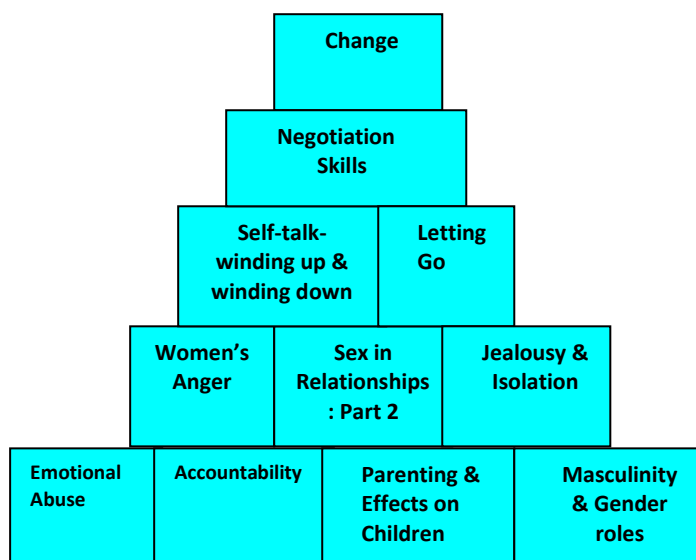 Change
Negotiation
Skills
Self-talk-
winding up &
winding down
Letting
Go
Women’s
Anger
Sex in
Relationships
: Part 2
Jealousy &
Isolation
Emotional
Abuse
Accountability
Parenting &
Effects on
Children
Masculinity
& Gender
roles